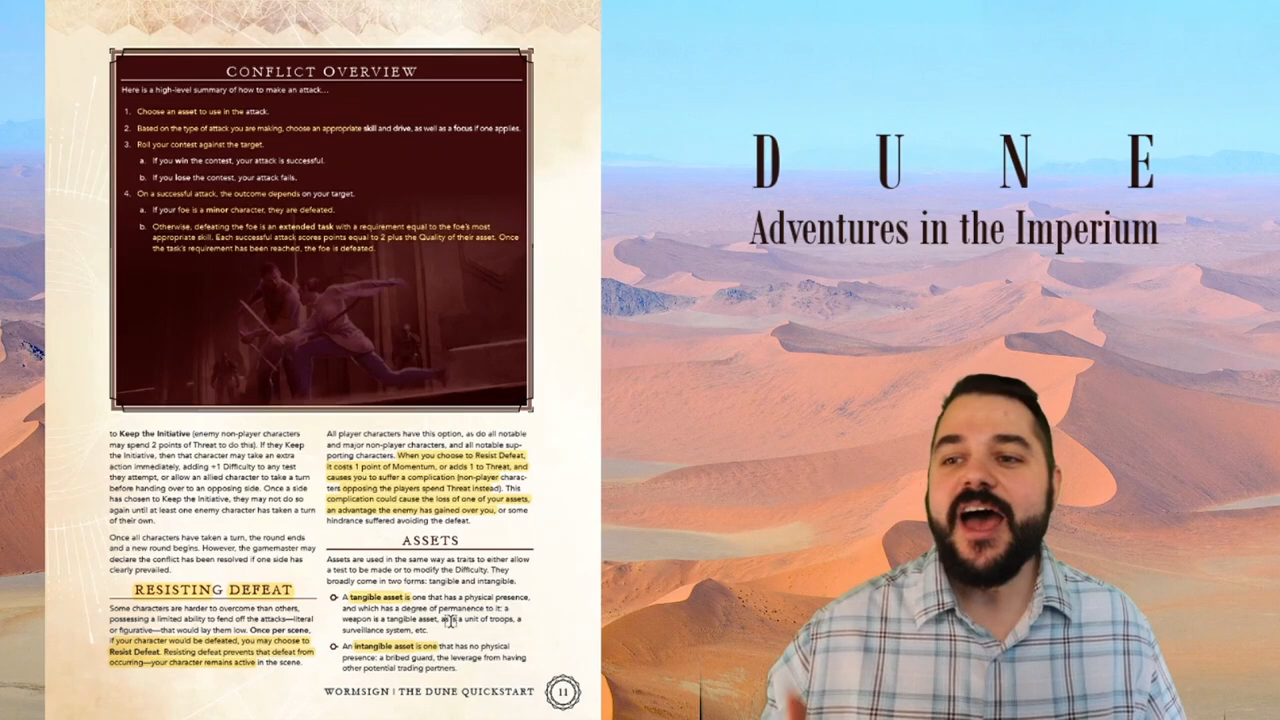 CONFLICT OVERVIEW
Here is a high-level summary of how to make an attack…
1. Choose an asset to use in the attack.
2. Based on the type of attack you are making, choose an appropriate skill and drive, as well as a focus if one applies.
3. Roll your contest against the target.
a. If you win the contest, your attack is successful.
b. If you lose the contest, your attack fails.
4. On a successful attack, the outcome depends on your target.
a. If your foe is a minor character, they are defeated.
b. Otherwise, defeating the foe is an extended task with a requirement equal to the foe's most
appropriate skill. Each successful attack scores points equal to 2 plus the Quality of their asset. Once
the task's requirement has been reached, the foe is defeated.
to Keep the Initiative (enemy non-player characters
may spend 2 points of Threat to do this). If they Keep
the Initiative, then that character may take an extra
action immediately, adding +1 Difficulty to any test
they attempt, or allow an allied character to take a turn
before handing over to an opposing side. Once a side
has chosen to Keep the Initiative, they may not do so
again until at least one enemy character has taken a turn
of their own.
Once all characters have taken a turn, the round ends
and a new round begins. However, the gamemaster may
declare the conflict has been resolved if one side has
clearly prevailed.
RESISTING DEFEAT
Some characters are harder to overcome than others,
possessing a limited ability to fend off the attacks—literal
or figurative—that would lay them low. Once per scene,
if your character would be defeated, you may choose to
Resist Defeat. Resisting defeat prevents that defeat from
occurring—your character remains active in the scene.
All player characters have this option, as do all notable
and major non-player characters, and all notable sup-
porting characters. When you choose to Resist Defeat,
it costs 1 point of Momentum, or adds 1 to Threat, and
causes you to suffer a complication (non-player charac-
ters opposing the players spend Threat instead). This
complication could cause the loss of one of your assets,
an advantage the enemy has gained over you, or some
hindrance suffered avoiding the defeat.
ASSETS
Assets are used in the same way as traits to either allow
a test to be made or to modify the Difficulty. They
broadly come in two forms: tangible and intangible.
A tangible asset is one that has a physical presence,
and which has a degree of permanence to it: a
weapon is a tangible asset, as is a unit of troops, a
surveillance system, etc.
An intangible asset is one that has no physical
presence: a bribed guard, the leverage from having
other potential trading partners.
WORMSIGN | THE DUNE QUICKSTART 11
DUNE
Adventures in the Imperium